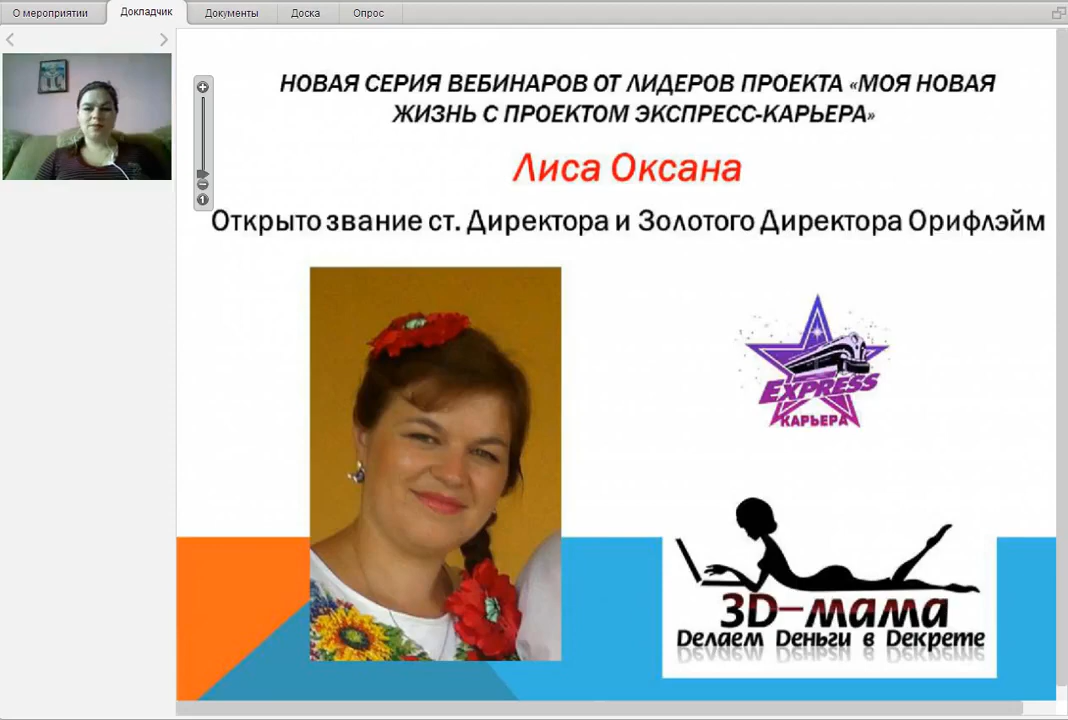 О мероприятии
Докладчик
Документы
Доска
Опрос
НОВАЯ СЕРИЯ ВЕБИНАРОВ ОТ ЛИДЕРОВ ПРОЕКТА «МОЯ НОВАЯ
ЖИЗНЬ С ПРОЕКТОМ ЭКСПРЕСС-КАРЬЕРА»
Лиса Оксана
Открыто звание ст. Директора и Золотого Директора Орифлэйм
EXPRESS
КАРЬЕРА
3D-мама
Делаем Деньги в Декрете